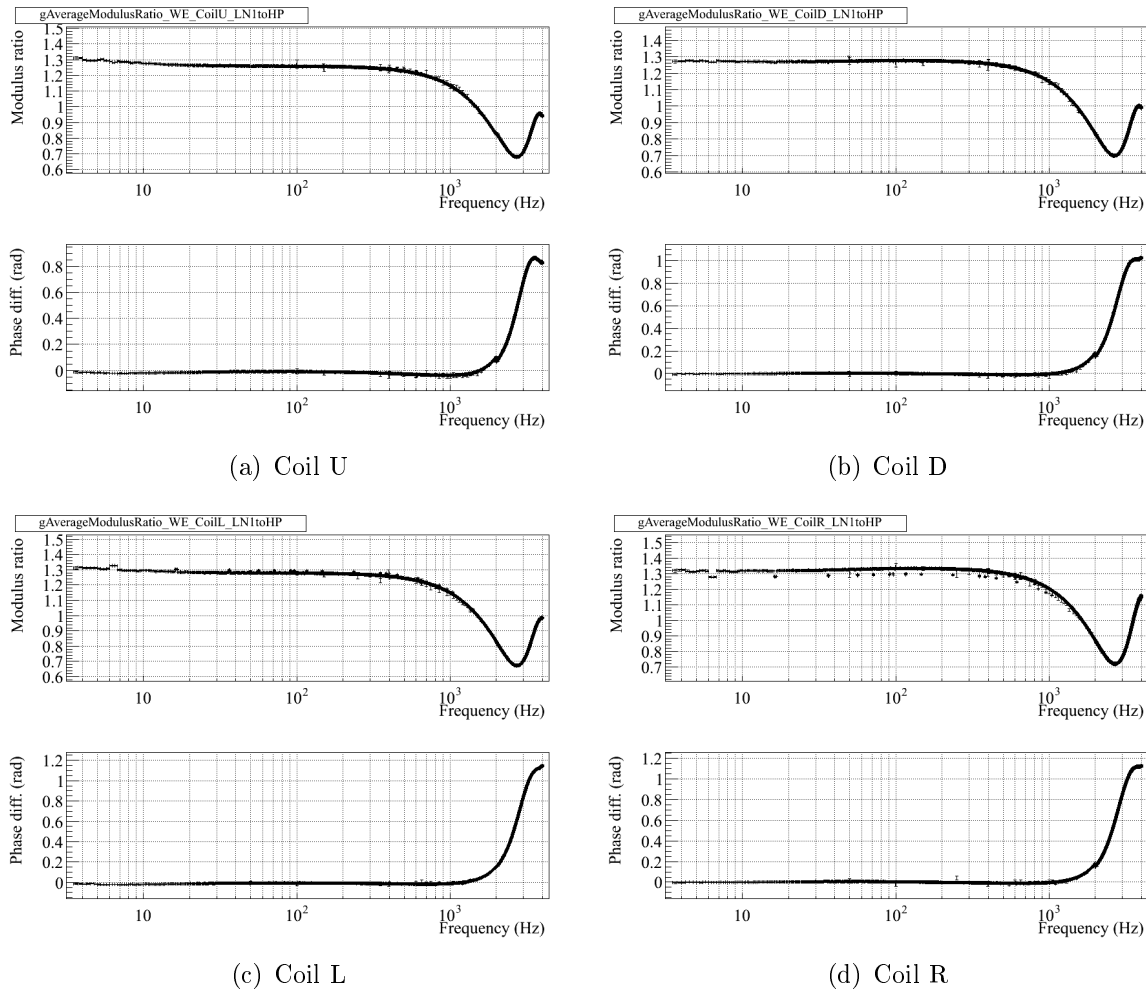 gAverageModulusRatio_WE_CoilU_LN1toHP
Modulus ratio
1.5
1.4
1.3
1.2
1.1
1
0.9
0.8
0.7
0.6
10 10² 10³
Frequency (Hz)
Phase diff. (rad)
0.8
0.6
0.4
0.2
0
10 10² 10³
Frequency (Hz)
(a) Coil U
gAverageModulusRatio_WE_CoilD_LN1toHP
Modulus ratio
1.4
1.3
1.2
1.1
1
0.9
0.8
0.7
0.6
10 10² 10³
Frequency (Hz)
Phase diff. (rad)
1
0.8
0.6
0.4
0.2
0
10 10² 10³
Frequency (Hz)
(b) Coil D
gAverageModulusRatio_WE_CoilL_LN1toHP
Modulus ratio
1.5
1.4
1.3
1.2
1.1
1
0.9
0.8
0.7
0.6
10 10² 10³
Frequency (Hz)
Phase diff. (rad)
1.2
1
0.8
0.6
0.4
0.2
0
10 10² 10³
Frequency (Hz)
(c) Coil L
gAverageModulusRatio_WE_CoilR_LN1toHP
Modulus ratio
1.5
1.4
1.3
1.2
1.1
1
0.9
0.8
0.7
10 10² 10³
Frequency (Hz)
Phase diff. (rad)
1.2
1
0.8
0.6
0.4
0.2
0
10 10² 10³
Frequency (Hz)
(d) Coil R